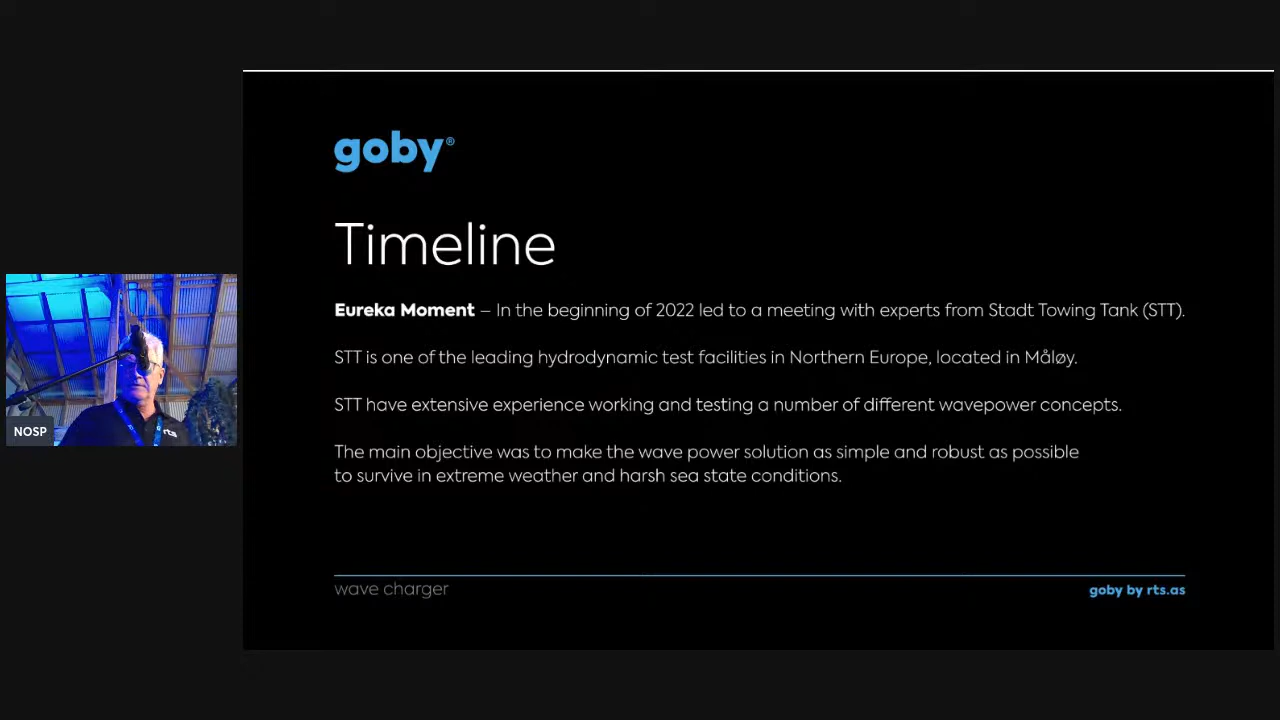 goby®
Timeline
Eureka Moment – In the beginning of 2022 led to a meeting with experts from Stadt Towing Tank (STT).
STT is one of the leading hydrodynamic test facilities in Northern Europe, located in Måløy.
STT have extensive experience working and testing a number of different wavepower concepts.
The main objective was to make the wave power solution as simple and robust as possible
to survive in extreme weather and harsh sea state conditions.
NOSP
rts
wave charger
goby by rts.as